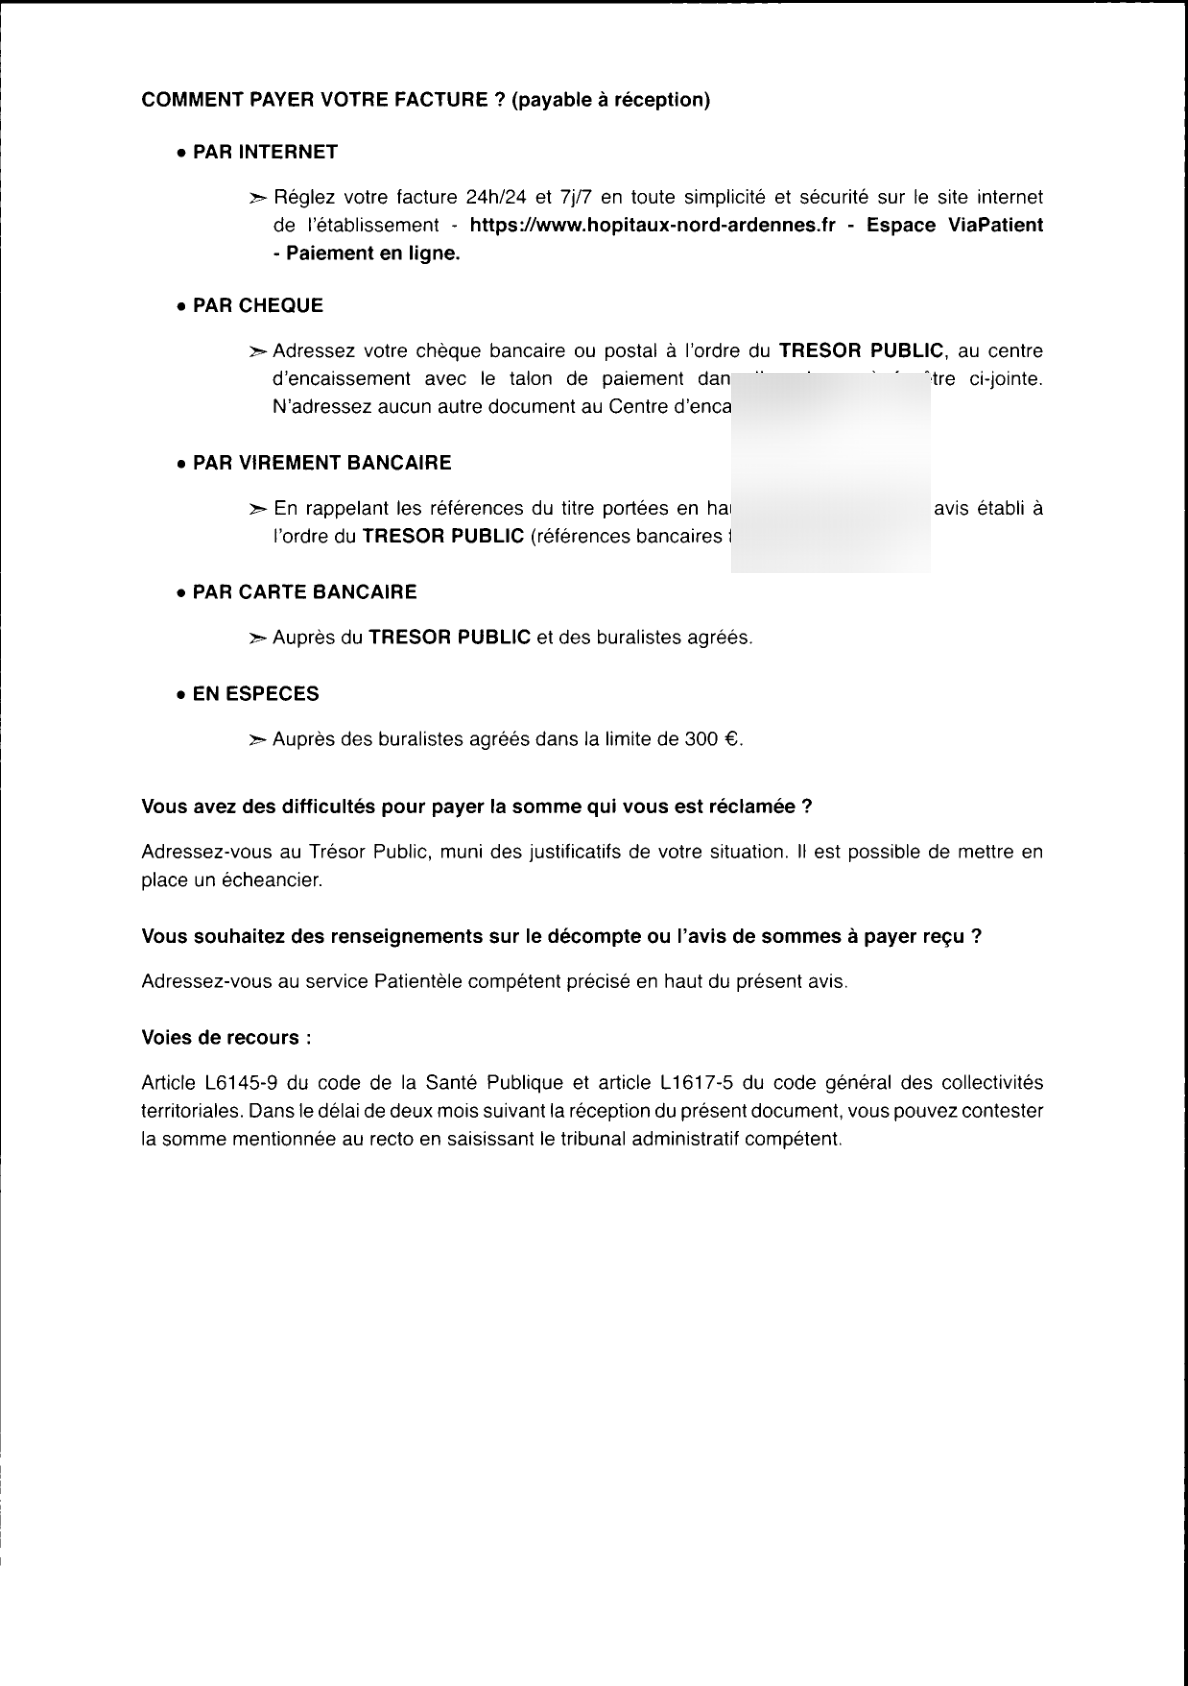 COMMENT PAYER VOTRE FACTURE ? (payable à réception)
• PAR INTERNET
➣ Réglez votre facture 24h/24 et 7j/7 en toute simplicité et sécurité sur le site internet
de l'établissement - https://www.hopitaux-nord-ardennes.fr - Espace ViaPatient
- Paiement en ligne.
• PAR CHEQUE
➣ Adressez votre chèque bancaire ou postal à l'ordre du TRESOR PUBLIC, au centre
d'encaissement avec le talon de paiement ci-jointe.
N'adressez aucun autre document au Centre
• PAR VIREMENT BANCAIRE
➣ En rappelant les références du titre portées en avis établi à
l'ordre du TRESOR PUBLIC (références bancaires
• PAR CARTE BANCAIRE
➣ Auprès du TRESOR PUBLIC et des buralistes agréés.
• EN ESPECES
➣ Auprès des buralistes agréés dans la limite de 300 €.
Vous avez des difficultés pour payer la somme qui vous est réclamée ?
Adressez-vous au Trésor Public, muni des justificatifs de votre situation. Il est possible de mettre en
place un écheancier.
Vous souhaitez des renseignements sur le décompte ou l'avis de sommes à payer reçu ?
Adressez-vous au service Patientèle compétent précisé en haut du présent avis.
Voies de recours :
Article L6145-9 du code de la Santé Publique et article L1617-5 du code général des collectivités
territoriales. Dans le délai de deux mois suivant la réception du présent document, vous pouvez contester
la somme mentionnée au recto en saisissant le tribunal administratif compétent.